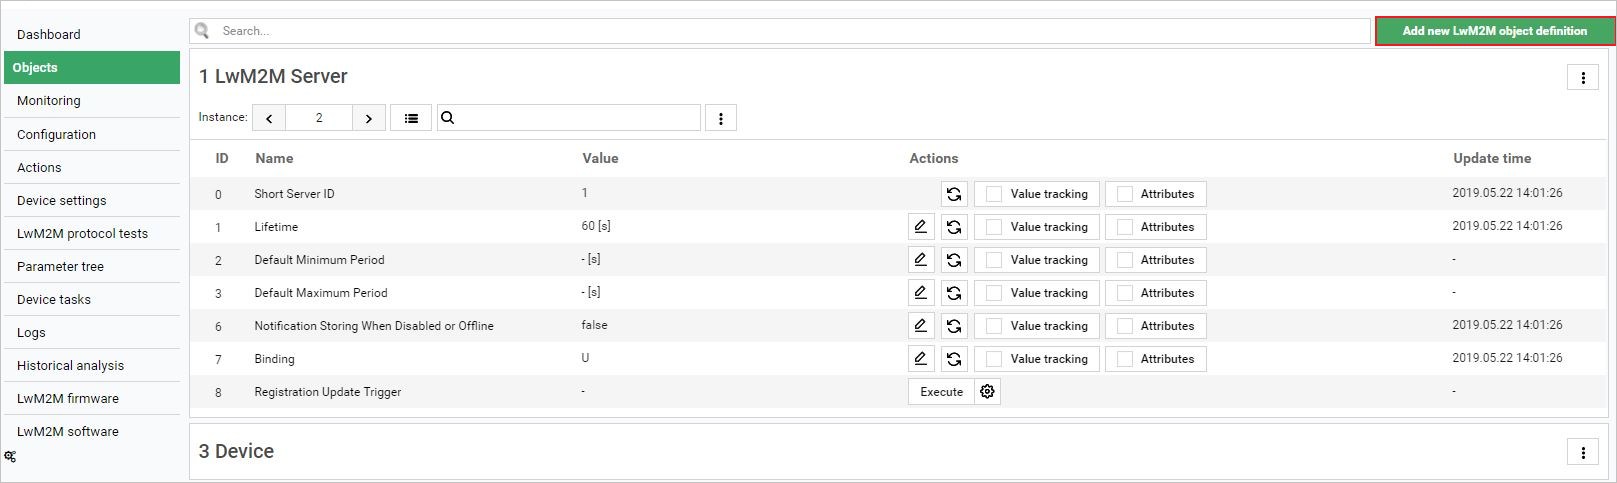 Dashboard
Objects
Monitoring
Configuration
Actions
Device settings
LwM2M protocol tests
Parameter tree
Device tasks
Logs
Historical analysis
LwM2M firmware
LwM2M software
Search...
Add new LwM2M object definition
1 LwM2M Server
Instance: 2
ID Name Value Actions Update time
0 Short Server ID 1 Value tracking Attributes 2019.05.22 14:01:26
1 Lifetime 60 [s] Value tracking Attributes 2019.05.22 14:01:26
2 Default Minimum Period - [s] Value tracking Attributes -
3 Default Maximum Period - [s] Value tracking Attributes -
6 Notification Storing When Disabled or Offline false Value tracking Attributes 2019.05.22 14:01:26
7 Binding U Value tracking Attributes 2019.05.22 14:01:26
8 Registration Update Trigger - Execute -
3 Device